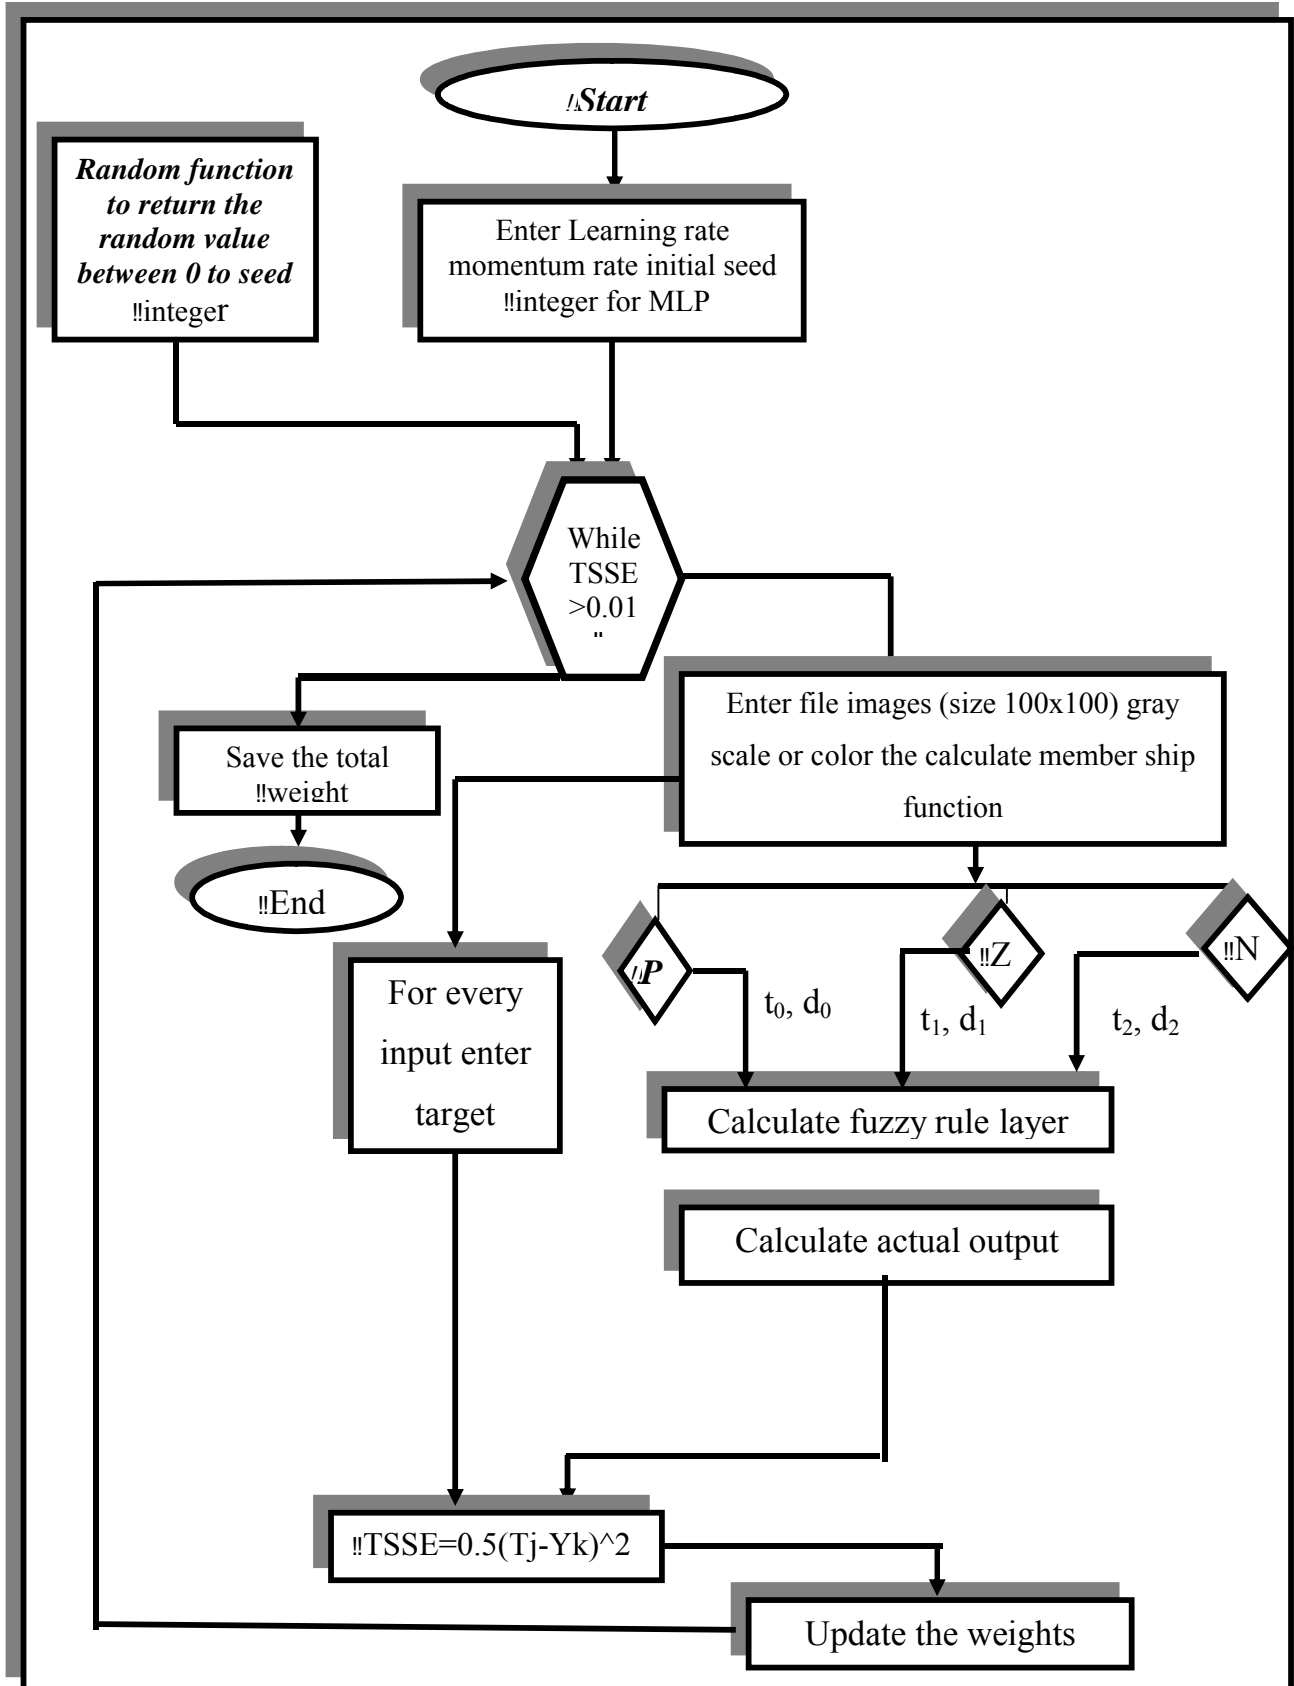 ‼Start
Random function
to return the
random value
between 0 to seed
‼integer
Enter Learning rate
momentum rate initial seed
‼integer for MLP
While
TSSE
>0.01
‼
Enter file images (size 100x100) gray
scale or color the calculate member ship
function
Save the total
‼weight
‼End
‼P
‼Z
‼N
t₀, d₀
t₁, d₁
t₂, d₂
For every
input enter
target
Calculate fuzzy rule layer
Calculate actual output
‼TSSE=0.5(Tj-Yk)^2
Update the weights